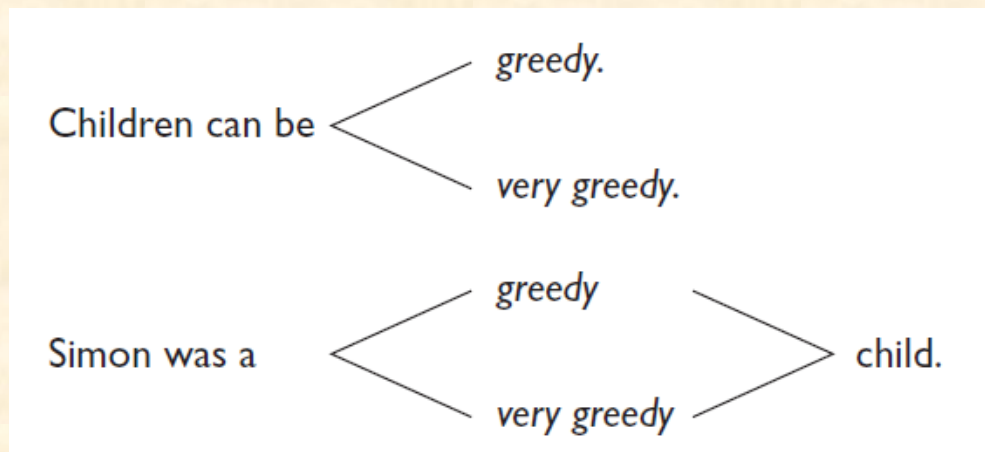 greedy.
Children can be
very greedy.
greedy
Simon was a child.
very greedy